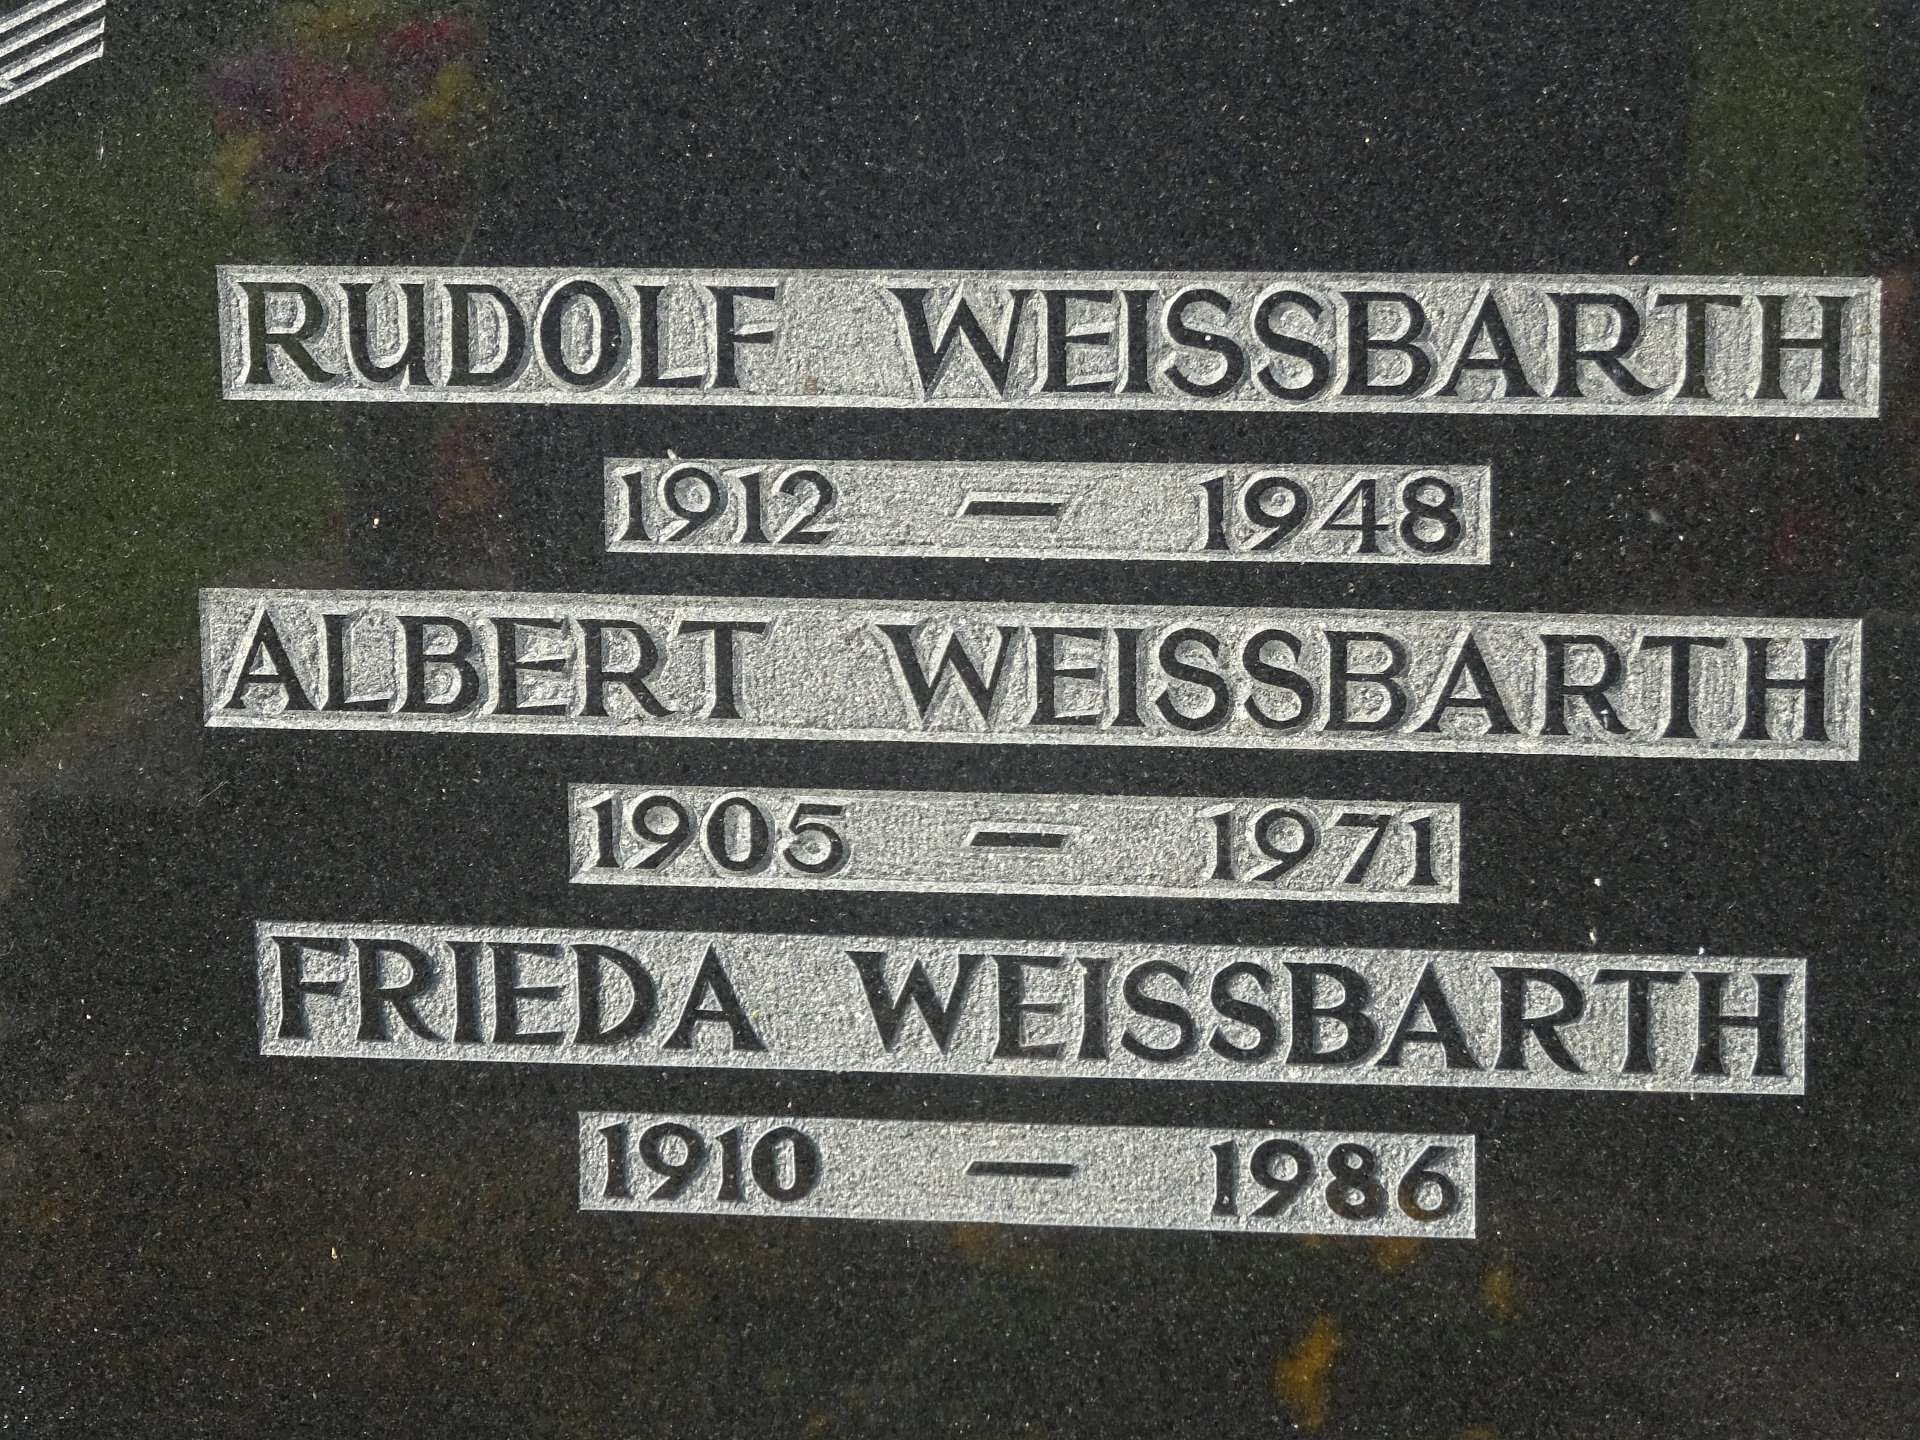 RUDOLF WEISSBARTH
1912 — 1948
ALBERT WEISSBARTH
1905 — 1971
FRIEDA WEISSBARTH
1910 — 1986